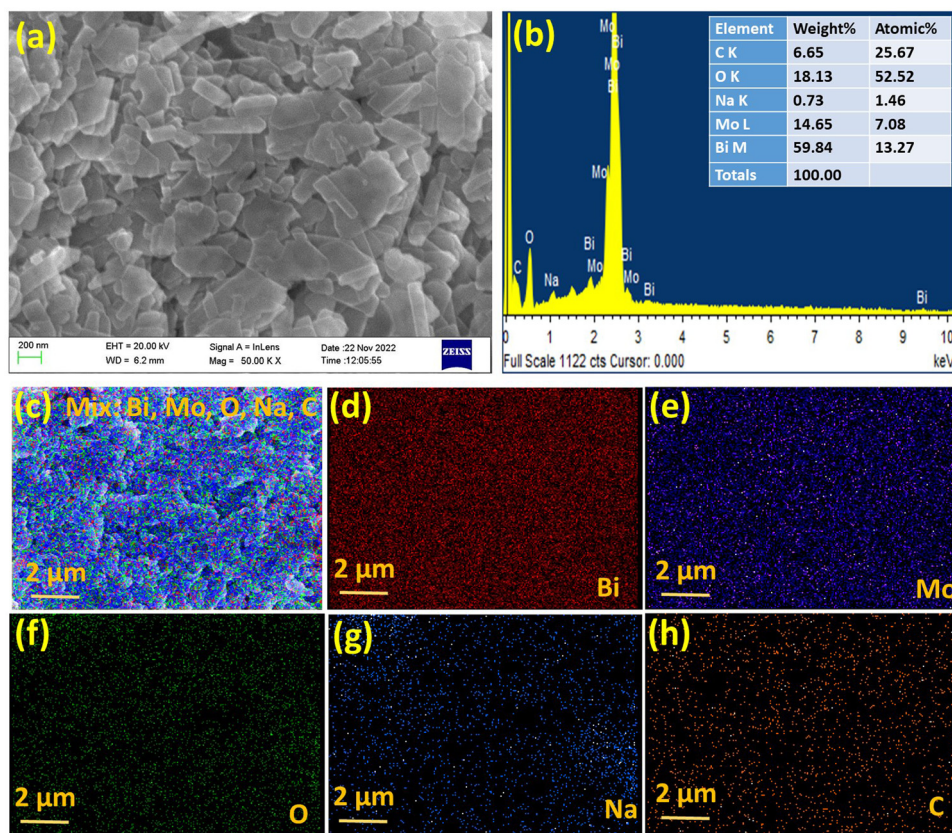 (a)
200 nm
EHT = 20.00 kV
WD = 6.2 mm
Signal A = InLens
Mag = 50.00 K X
Date :22 Nov 2022
Time :12:05:55
ZEISS
(b)
Mo
Bi
Mo
Bi
Mo
O
C
Na
Bi
Mo
Bi
Mo
Bi
Bi
0 1 2 3 4 5 6 7 8 9 10
Full Scale 1122 cts Cursor: 0.000
keV
Element Weight% Atomic%
C K 6.65 25.67
O K 18.13 52.52
Na K 0.73 1.46
Mo L 14.65 7.08
Bi M 59.84 13.27
Totals 100.00
(c) Mix: Bi, Mo, O, Na, C
2 µm
(d)
2 µm
Bi
(e)
2 µm
Mo
(f)
2 µm
O
(g)
2 µm
Na
(h)
2 µm
C